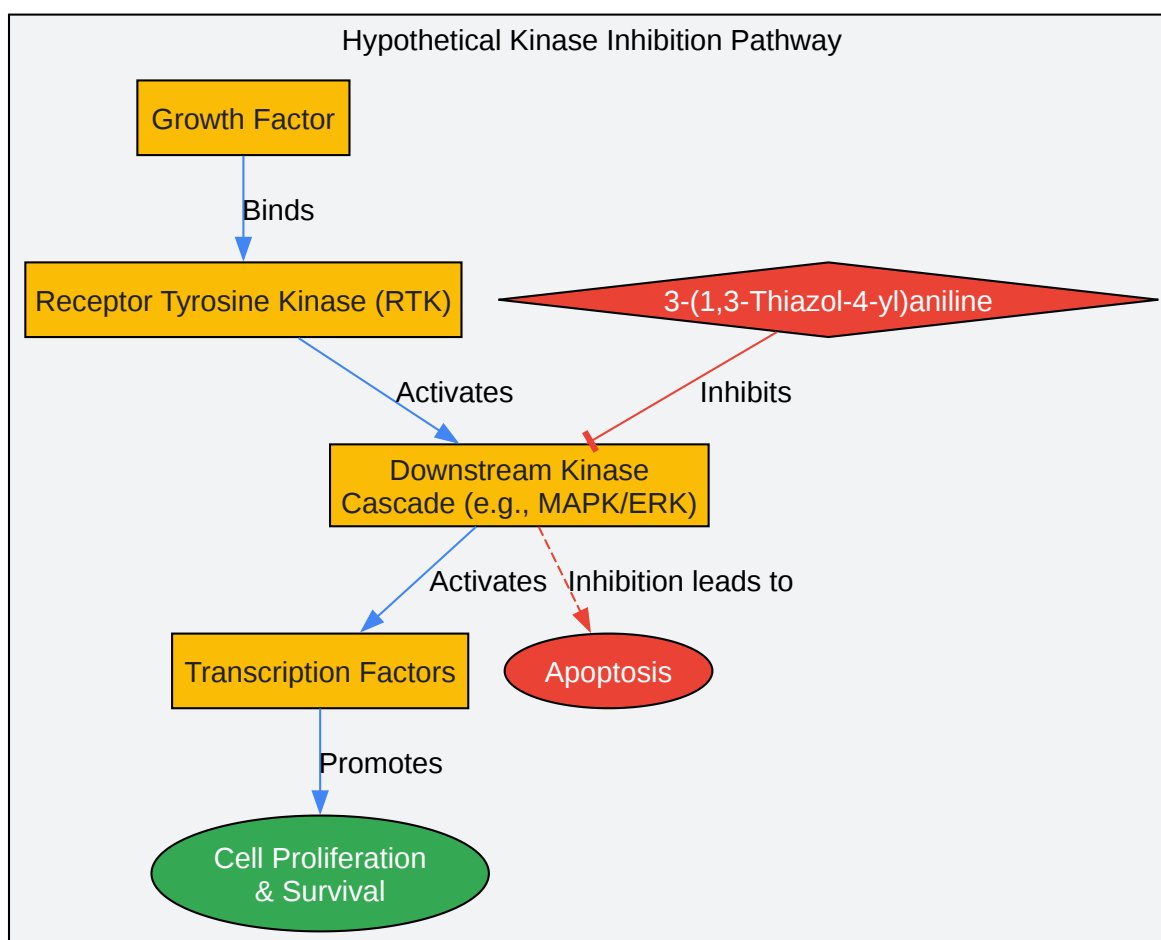 Hypothetical Kinase Inhibition Pathway
Growth Factor
Binds
Receptor Tyrosine Kinase (RTK)
3-(1,3-Thiazol-4-yl)aniline
Activates
Inhibits
Downstream Kinase
Cascade (e.g., MAPK/ERK)
Activates
Inhibition leads to
Transcription Factors
Apoptosis
Promotes
Cell Proliferation
& Survival